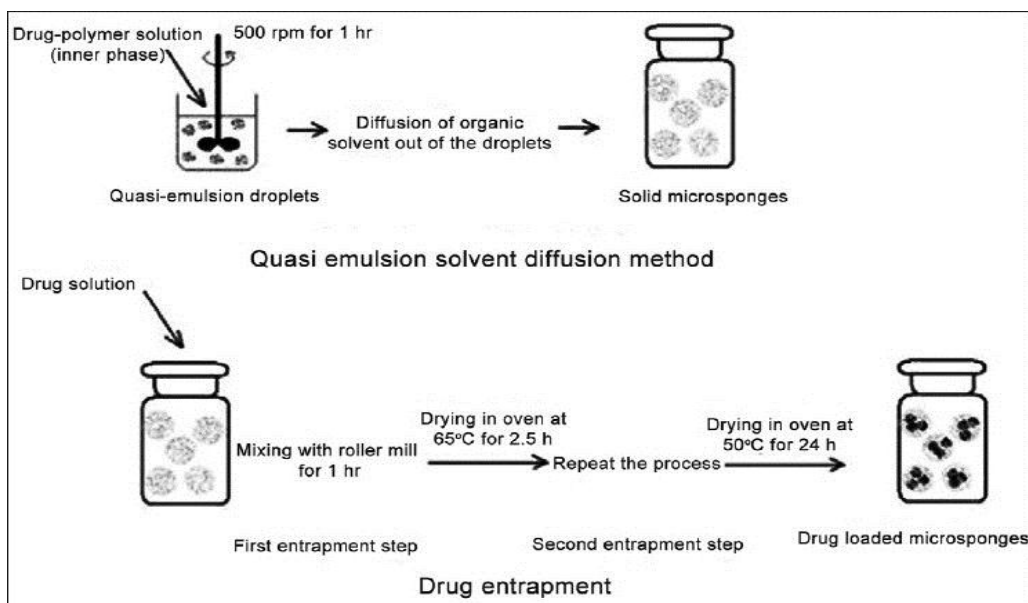 Drug-polymer solution
(inner phase)
500 rpm for 1 hr
Diffusion of organic
solvent out of the droplets
Quasi-emulsion droplets
Solid microsponges
Quasi emulsion solvent diffusion method
Drug solution
Mixing with roller mill
for 1 hr
Drying in oven at
65°C for 2.5 h
Repeat the process
Drying in oven at
50°C for 24 h
First entrapment step
Second entrapment step
Drug loaded microsponges
Drug entrapment